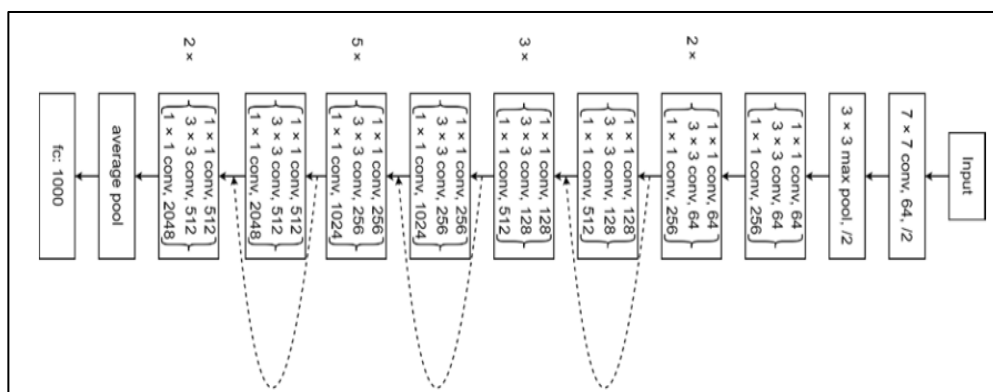 Input
7 × 7 conv, 64, /2
3 × 3 max pool, /2
1 × 1 conv, 64
3 × 3 conv, 64
1 × 1 conv, 256
2 ×
1 × 1 conv, 64
3 × 3 conv, 64
1 × 1 conv, 256
1 × 1 conv, 128
3 × 3 conv, 128
1 × 1 conv, 512
3 ×
1 × 1 conv, 128
3 × 3 conv, 128
1 × 1 conv, 512
1 × 1 conv, 256
3 × 3 conv, 256
1 × 1 conv, 1024
5 ×
1 × 1 conv, 256
3 × 3 conv, 256
1 × 1 conv, 1024
1 × 1 conv, 512
3 × 3 conv, 512
1 × 1 conv, 2048
2 ×
1 × 1 conv, 512
3 × 3 conv, 512
1 × 1 conv, 2048
average pool
fc: 1000